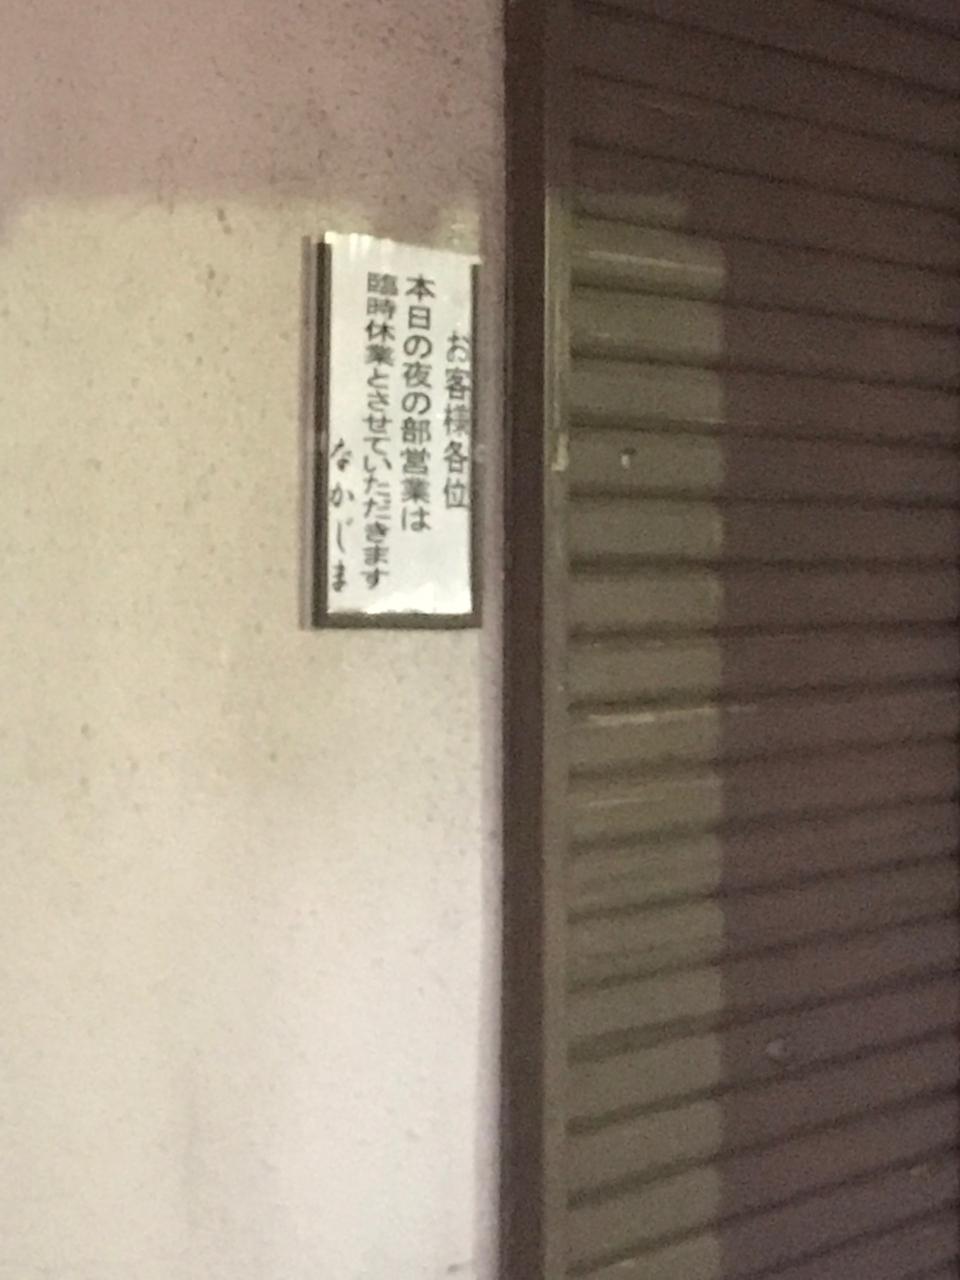 お客様各位
本日の夜の部営業は
臨時休業とさせていただきます
なかじま